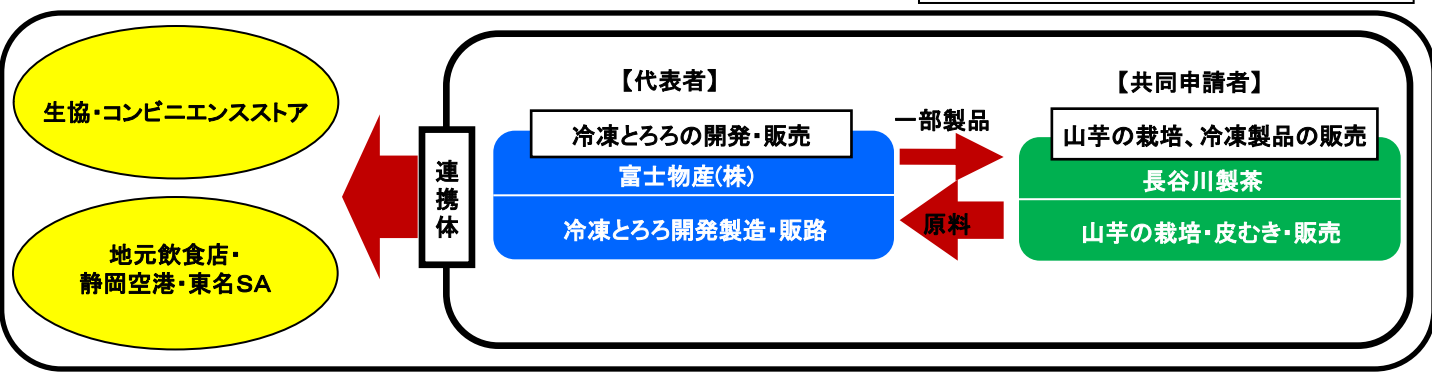 生協・コンビニエンスストア
地元飲食店・
静岡空港・東名SA
連携体
【代表者】
冷凍とろろの開発・販売
富士物産(株)
冷凍とろろ開発製造・販路
一部製品
原料
【共同申請者】
山芋の栽培、冷凍製品の販売
長谷川製茶
山芋の栽培・皮むき・販売